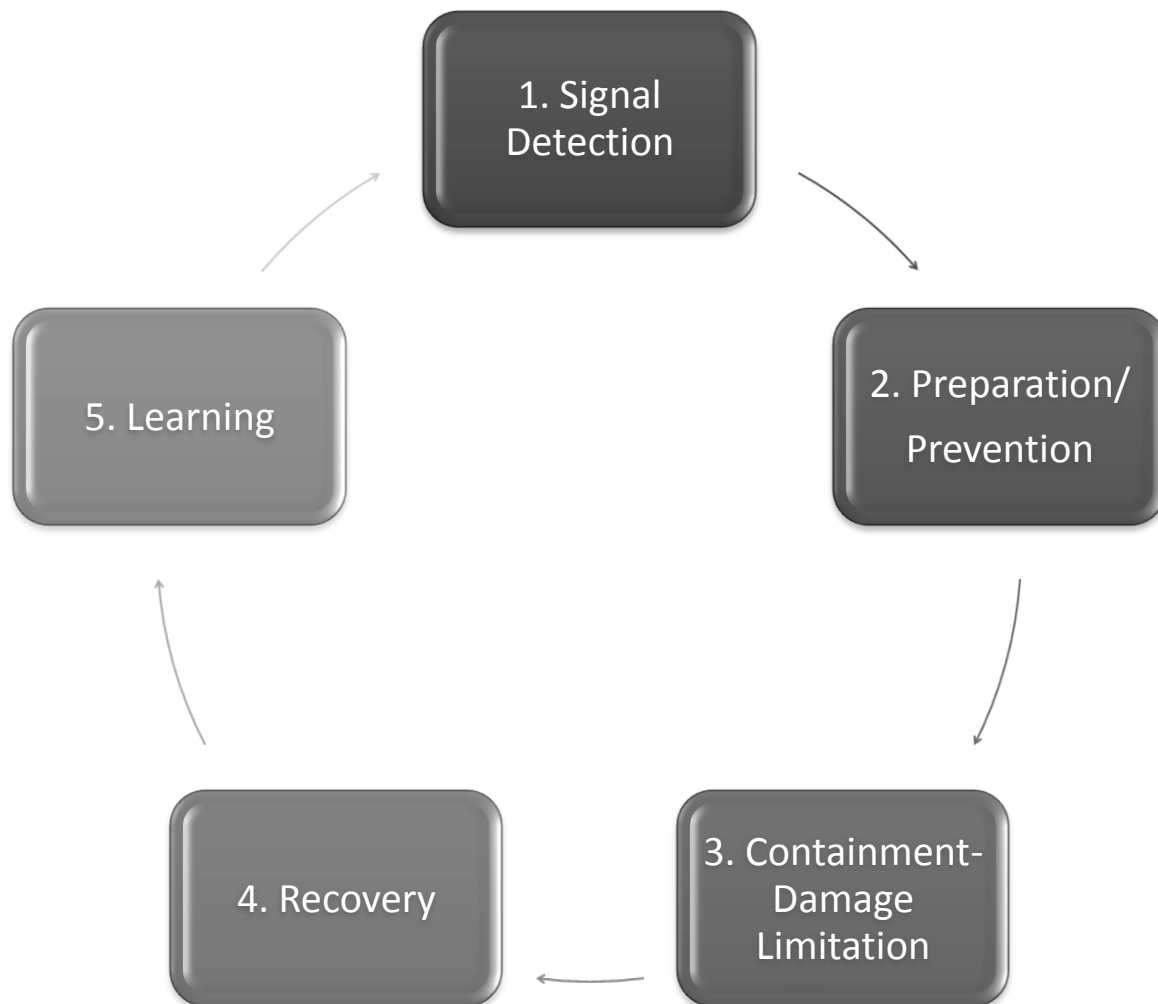 1. Signal
Detection
2. Preparation/
Prevention
3. Containment-
Damage
Limitation
4. Recovery
5. Learning